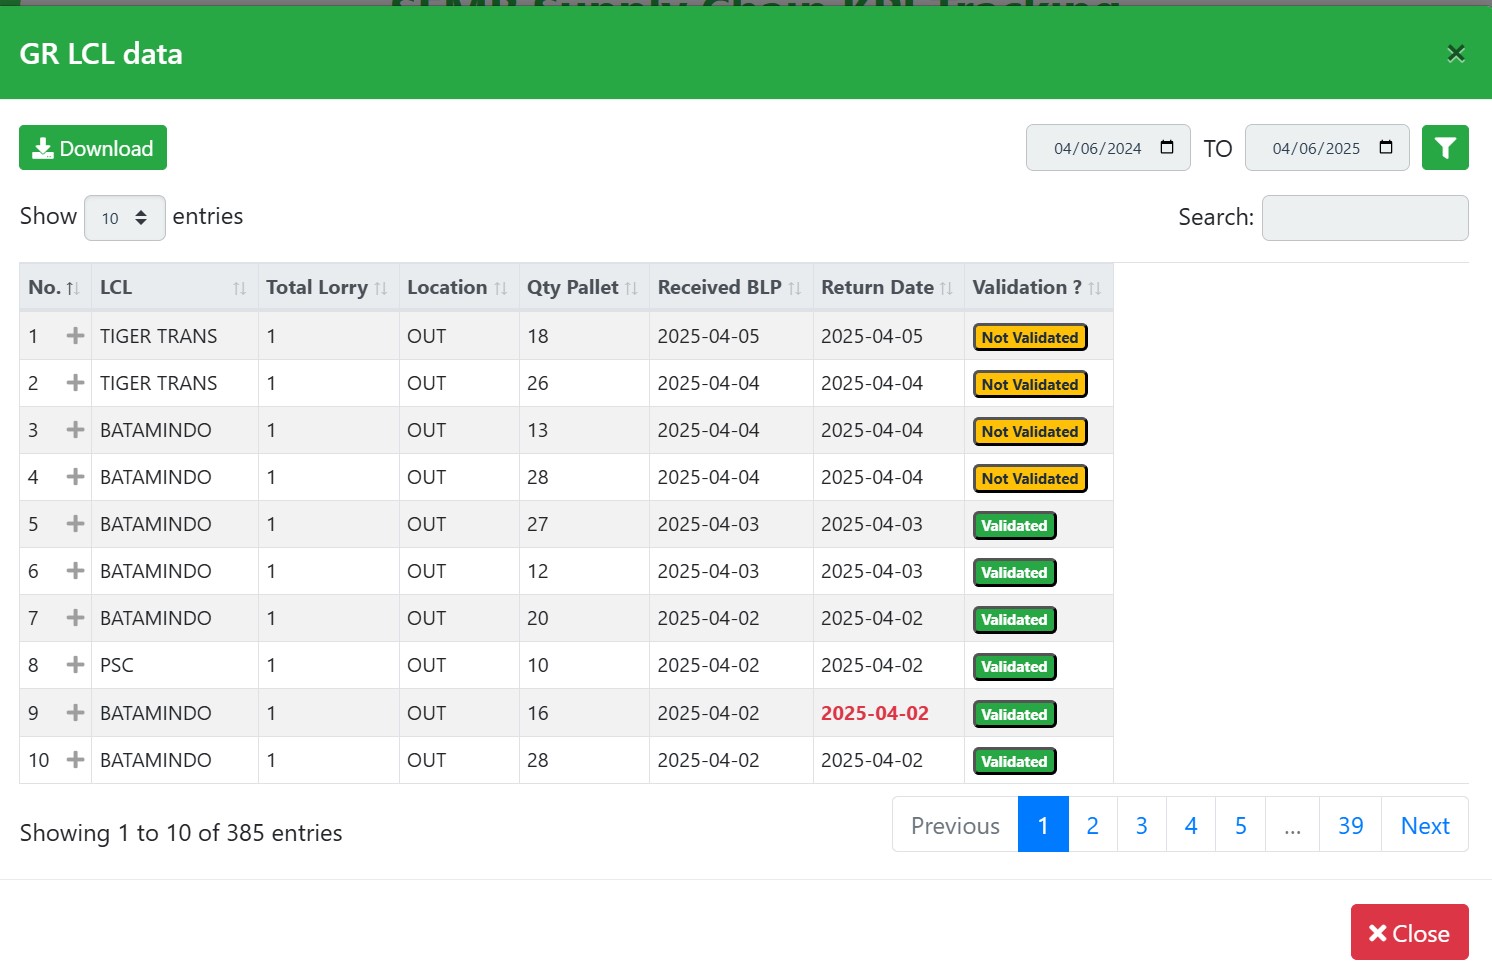 SFMR Supply Chain KPI Tracking
GR LCL data
×
Download
04/06/2024 TO 04/06/2025
Show 10 entries
Search:
No. LCL Total Lorry Location Qty Pallet Received BLP Return Date Validation ?
1 TIGER TRANS 1 OUT 18 2025-04-05 2025-04-05 Not Validated
2 TIGER TRANS 1 OUT 26 2025-04-04 2025-04-04 Not Validated
3 BATAMINDO 1 OUT 13 2025-04-04 2025-04-04 Not Validated
4 BATAMINDO 1 OUT 28 2025-04-04 2025-04-04 Not Validated
5 BATAMINDO 1 OUT 27 2025-04-03 2025-04-03 Validated
6 BATAMINDO 1 OUT 12 2025-04-03 2025-04-03 Validated
7 BATAMINDO 1 OUT 20 2025-04-02 2025-04-02 Validated
8 PSC 1 OUT 10 2025-04-02 2025-04-02 Validated
9 BATAMINDO 1 OUT 16 2025-04-02 2025-04-02 Validated
10 BATAMINDO 1 OUT 28 2025-04-02 2025-04-02 Validated
Showing 1 to 10 of 385 entries
Previous 1 2 3 4 5 … 39 Next
Close